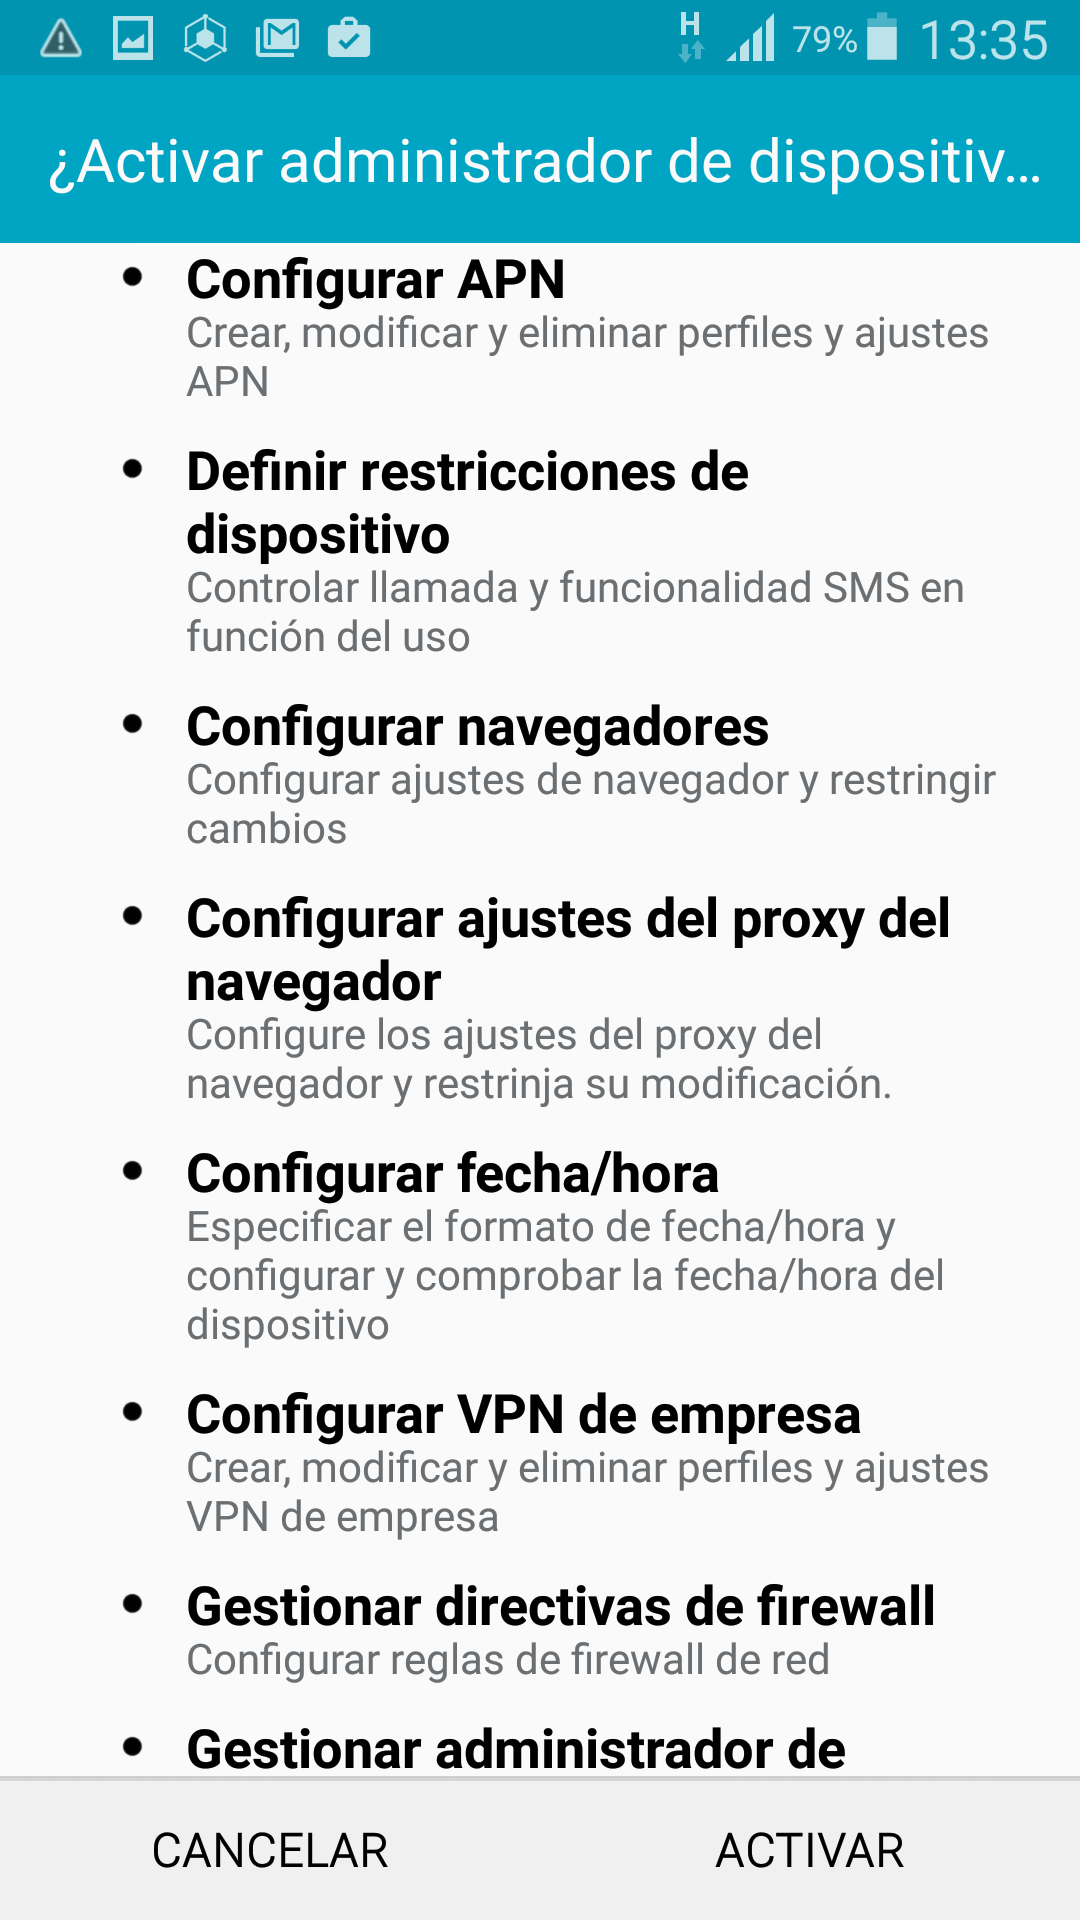 H
79%
13:35
¿Activar administrador de dispositiv...
Configurar APN
Crear, modificar y eliminar perfiles y ajustes
APN
Definir restricciones de
dispositivo
Controlar llamada y funcionalidad SMS en
función del uso
Configurar navegadores
Configurar ajustes de navegador y restringir
cambios
Configurar ajustes del proxy del
navegador
Configure los ajustes del proxy del
navegador y restrinja su modificación.
Configurar fecha/hora
Especificar el formato de fecha/hora y
configurar y comprobar la fecha/hora del
dispositivo
Configurar VPN de empresa
Crear, modificar y eliminar perfiles y ajustes
VPN de empresa
Gestionar directivas de firewall
Configurar reglas de firewall de red
Gestionar administrador de
CANCELAR
ACTIVAR